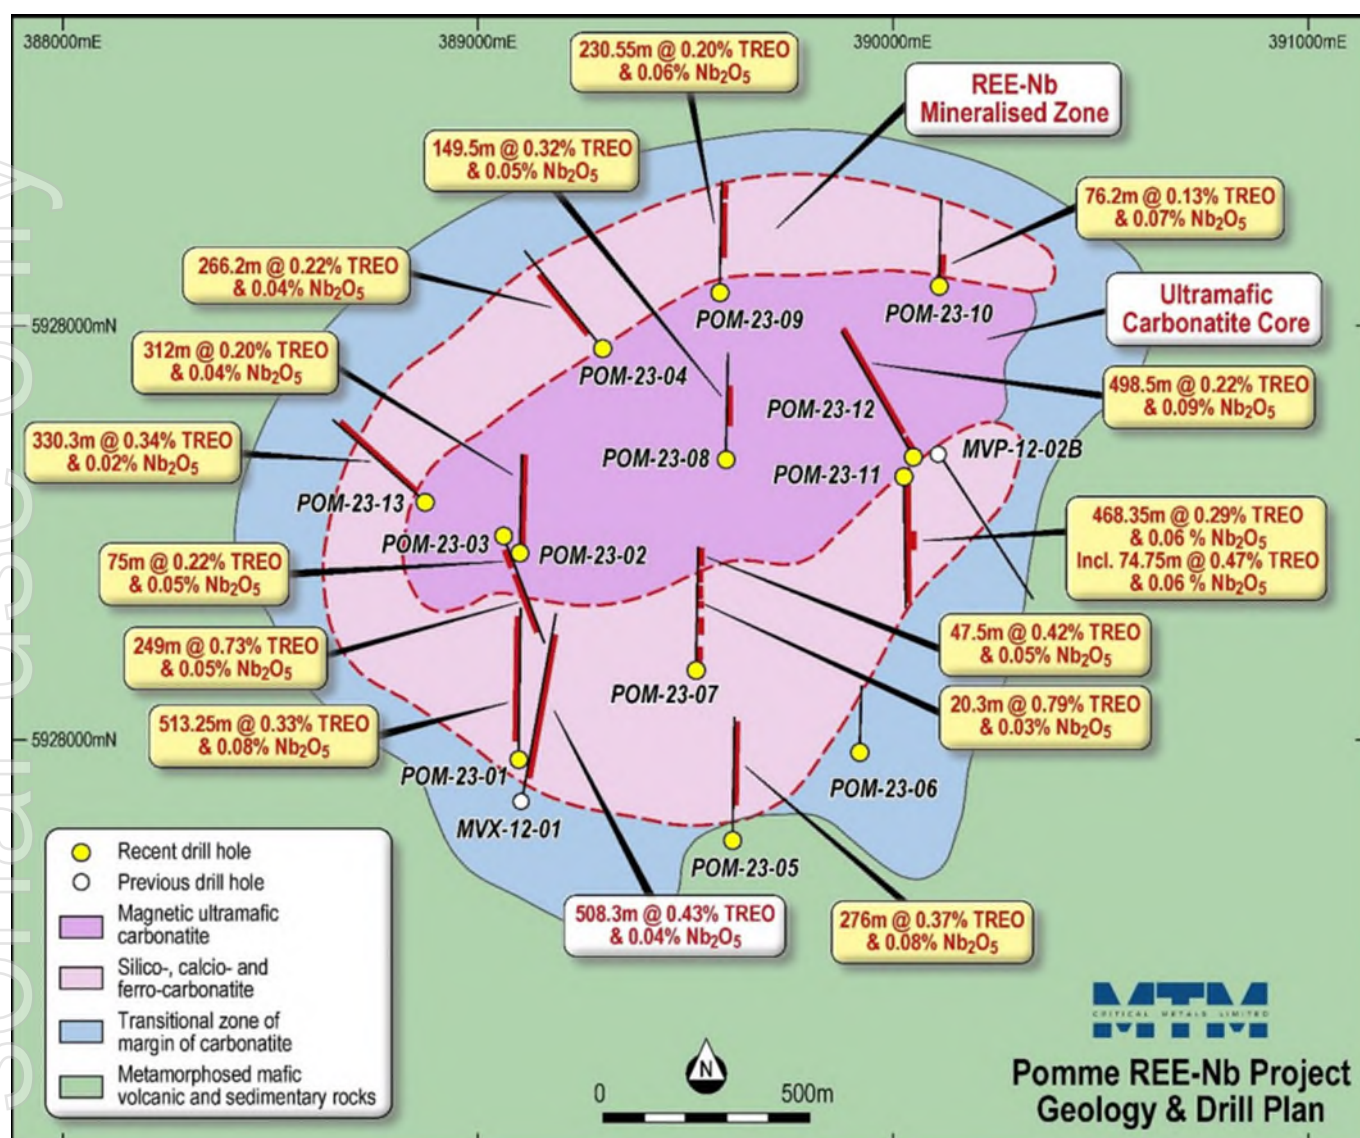 388000mE
389000mE
390000mE
391000mE
230.55m @ 0.20% TREO
& 0.06% Nb₂O₅
REE-Nb
Mineralised Zone
149.5m @ 0.32% TREO
& 0.05% Nb₂O₅
76.2m @ 0.13% TREO
& 0.07% Nb₂O₅
266.2m @ 0.22% TREO
& 0.04% Nb₂O₅
Ultramafic
Carbonatite Core
POM-23-09
POM-23-10
5928000mN
312m @ 0.20% TREO
& 0.04% Nb₂O₅
POM-23-04
498.5m @ 0.22% TREO
& 0.09% Nb₂O₅
POM-23-12
330.3m @ 0.34% TREO
& 0.02% Nb₂O₅
POM-23-08
MVP-12-02B
POM-23-11
POM-23-13
468.35m @ 0.29% TREO
& 0.06 % Nb₂O₅
Incl. 74.75m @ 0.47% TREO
& 0.06 % Nb₂O₅
POM-23-03
POM-23-02
75m @ 0.22% TREO
& 0.05% Nb₂O₅
249m @ 0.73% TREO
& 0.05% Nb₂O₅
47.5m @ 0.42% TREO
& 0.05% Nb₂O₅
POM-23-07
20.3m @ 0.79% TREO
& 0.03% Nb₂O₅
513.25m @ 0.33% TREO
& 0.08% Nb₂O₅
5928000mN
POM-23-01
POM-23-06
MVX-12-01
POM-23-05
508.3m @ 0.43% TREO
& 0.04% Nb₂O₅
276m @ 0.37% TREO
& 0.08% Nb₂O₅
Recent drill hole
Previous drill hole
Magnetic ultramafic
carbonatite
Silico-, calcio- and
ferro-carbonatite
Transitional zone of
margin of carbonatite
Metamorphosed mafic
volcanic and sedimentary rocks
N
0
500m
MTM
CRITICAL METALS LIMITED
Pomme REE-Nb Project
Geology & Drill Plan